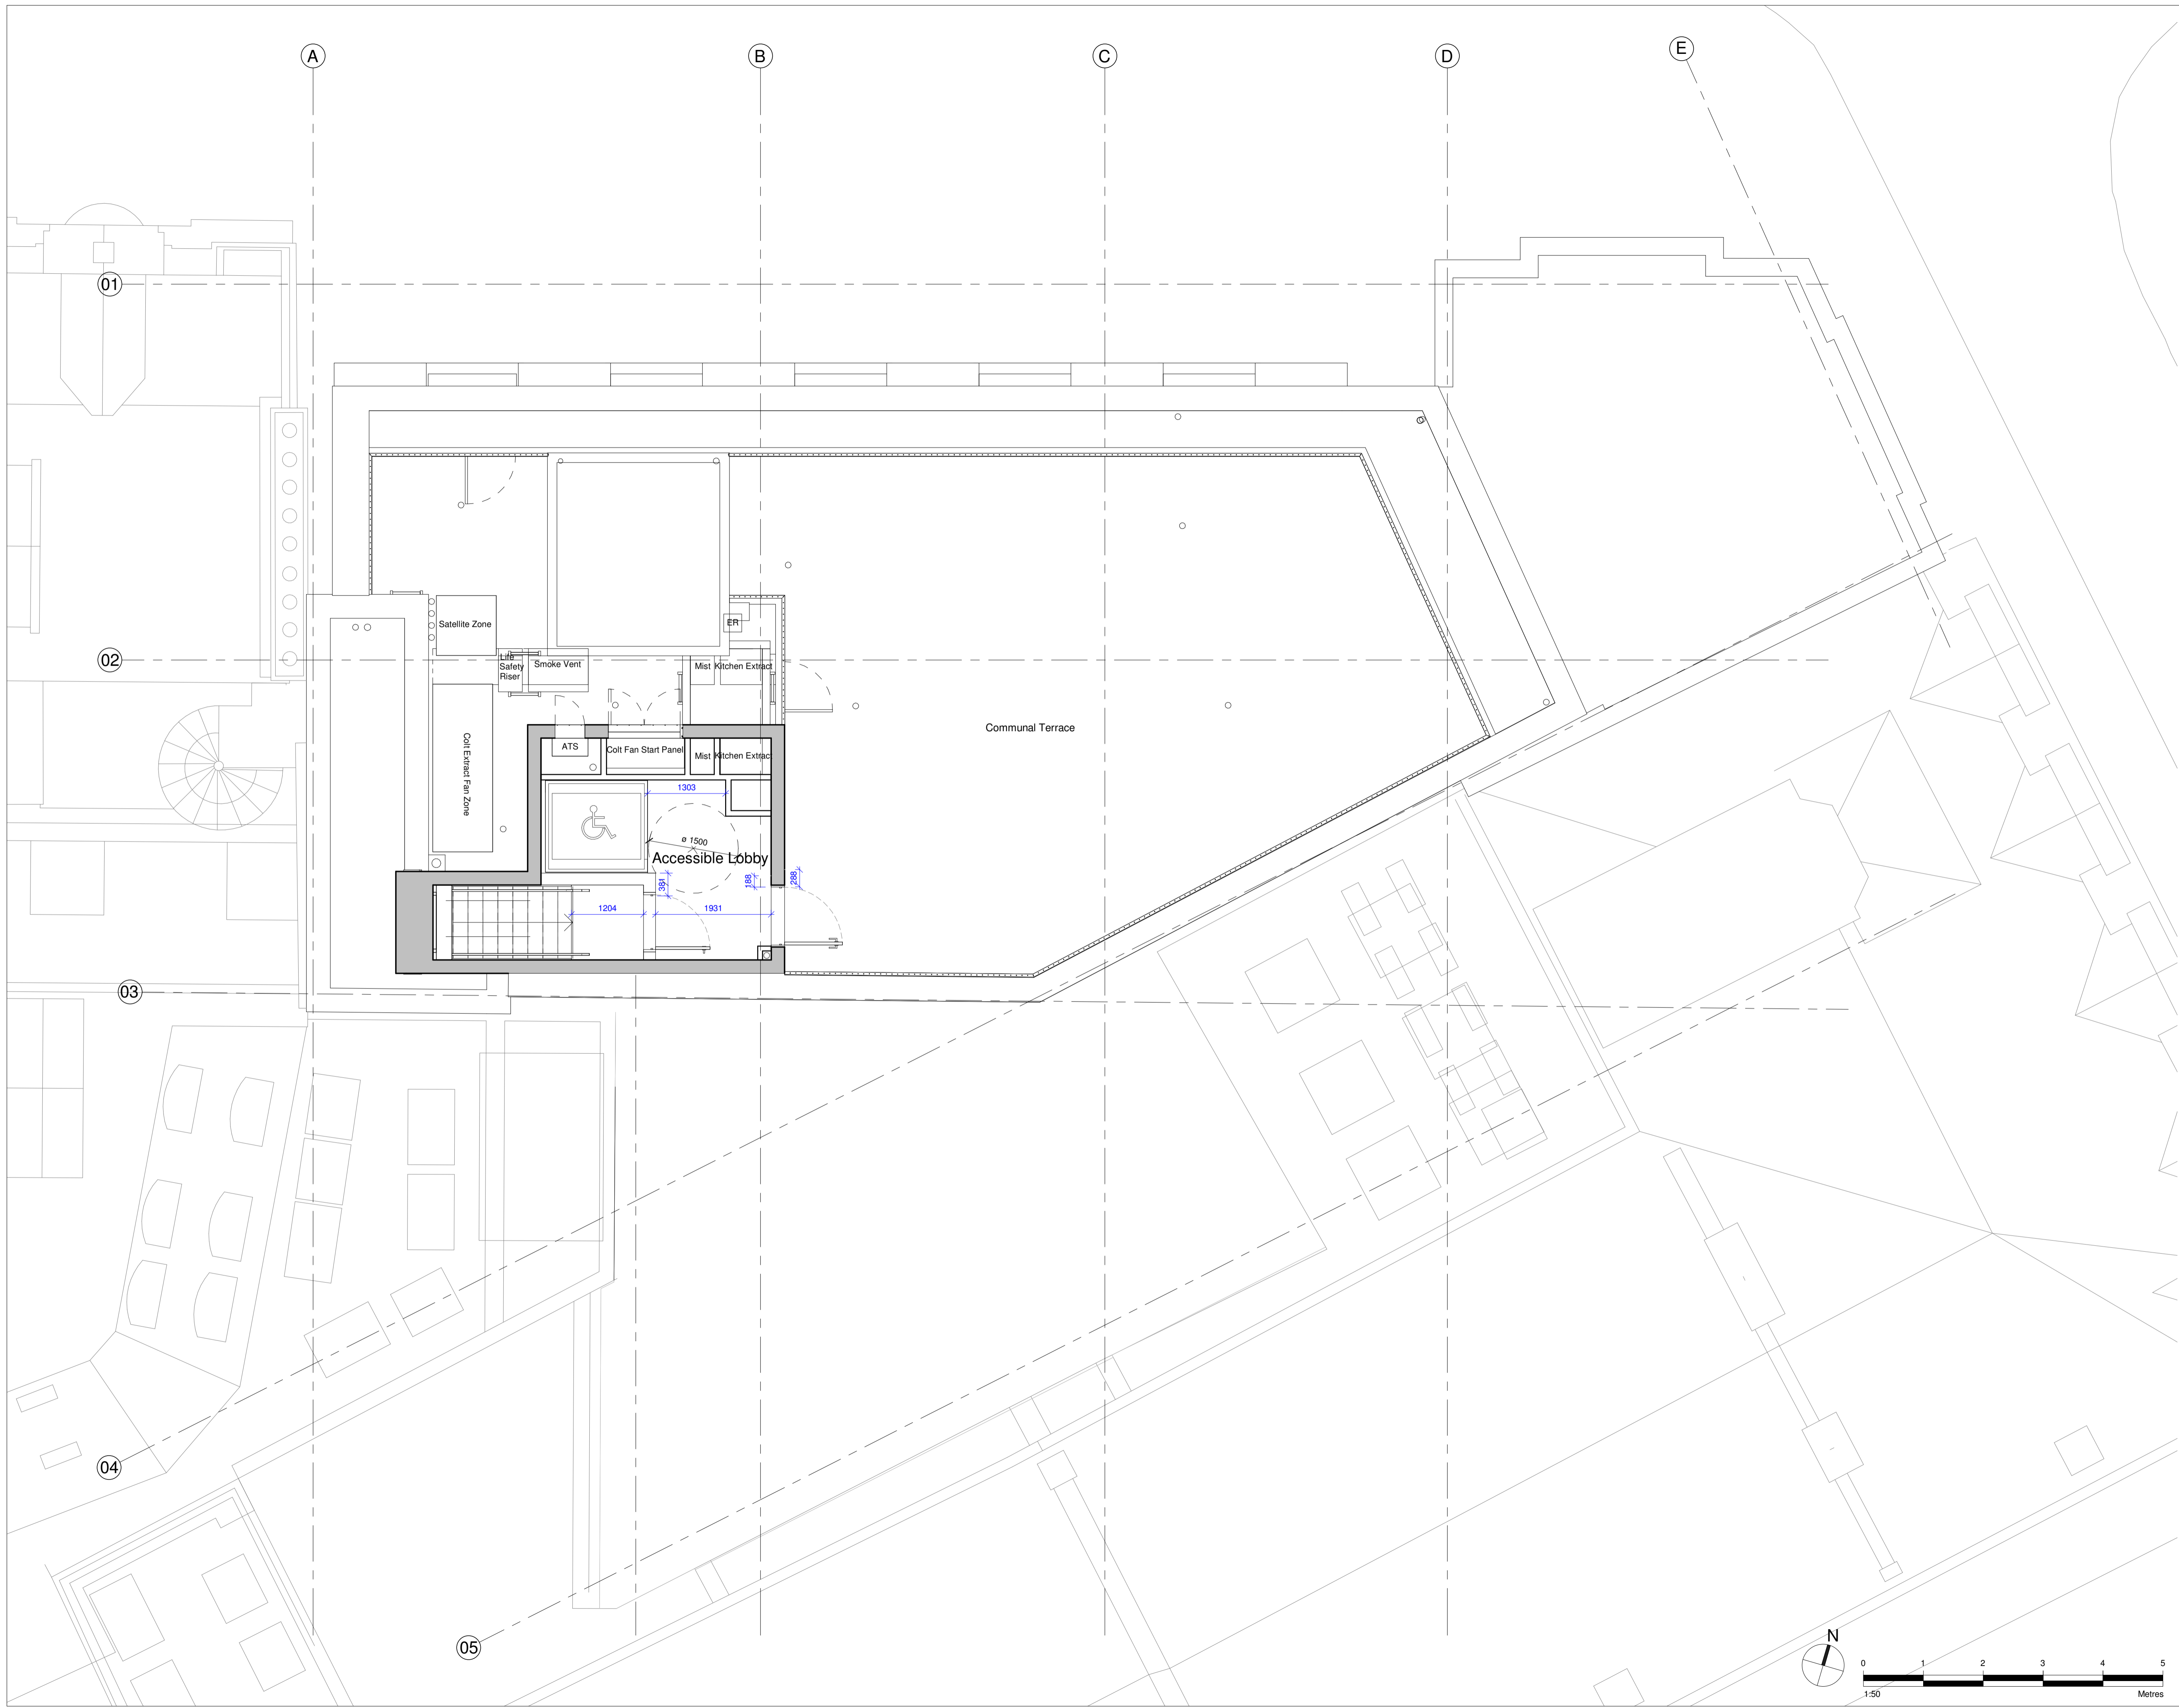 A
B
C
D
E
01
02
03
04
05
Satellite Zone
Life
Safety
Riser
Smoke Vent
ER
Mist
Kitchen Extract
Colt Extract Fan Zone
ATS
Colt Fan Start Panel
Mist
Kitchen Extract
Communal Terrace
1303
ø 1500
Accessible Lobby
381
188
288
1204
1931
N
0 1 2 3 4 5
1:50
Metres